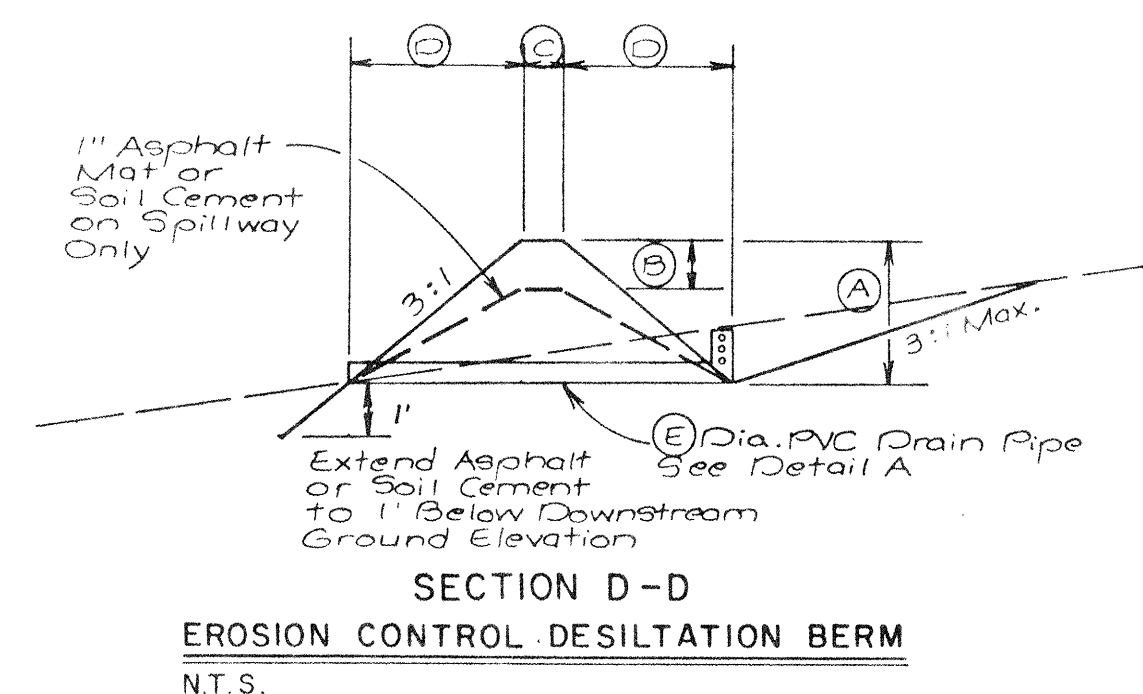 D C D
1" Asphalt
Mat or
Soil Cement
on Spillway
Only
3:1
B
A
3:1 Max.
1'
E Dia. PVC Drain Pipe
See Detail A
Extend Asphalt
or Soil Cement
to 1' Below Downstream
Ground Elevation
SECTION D-D
EROSION CONTROL DESILTATION BERM
N.T.S.